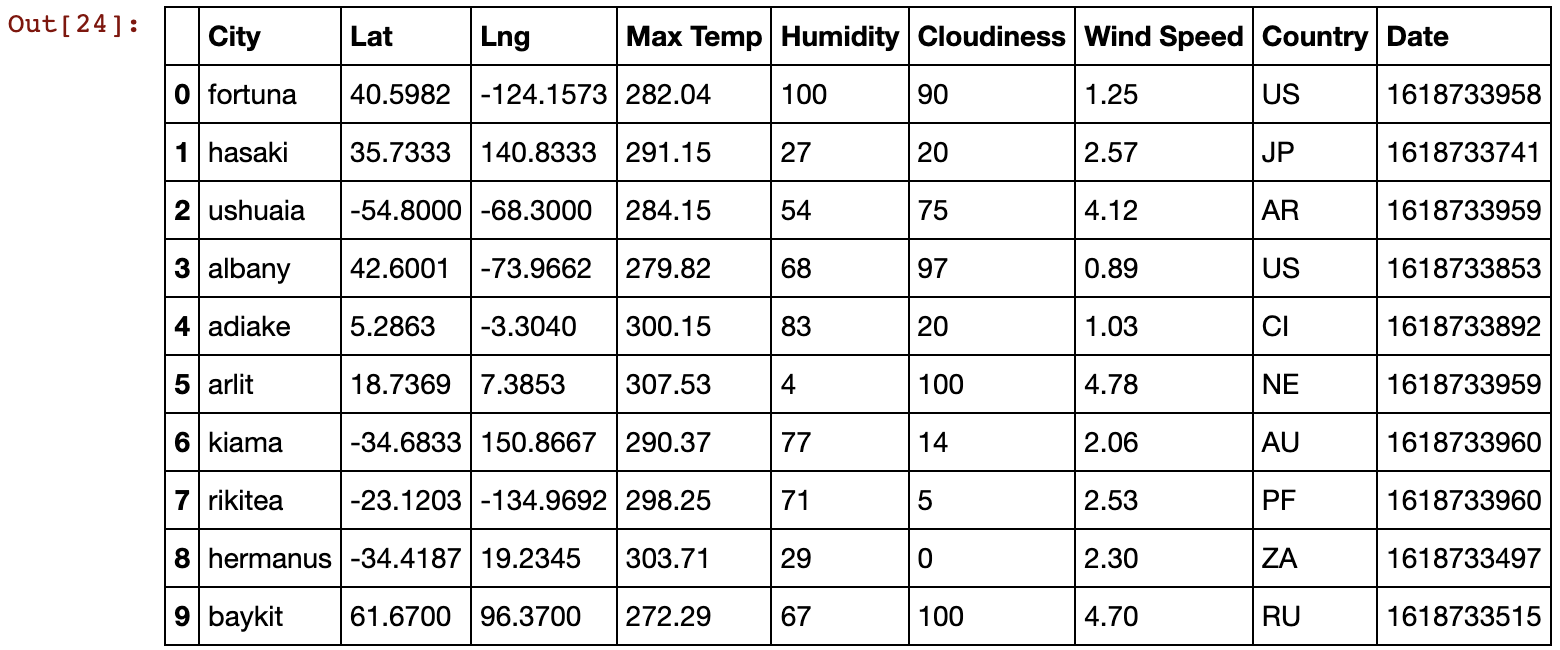 Out[24]:
City Lat Lng Max Temp Humidity Cloudiness Wind Speed Country Date
0 fortuna 40.5982 -124.1573 282.04 100 90 1.25 US 1618733958
1 hasaki 35.7333 140.8333 291.15 27 20 2.57 JP 1618733741
2 ushuaia -54.8000 -68.3000 284.15 54 75 4.12 AR 1618733959
3 albany 42.6001 -73.9662 279.82 68 97 0.89 US 1618733853
4 adiake 5.2863 -3.3040 300.15 83 20 1.03 CI 1618733892
5 arlit 18.7369 7.3853 307.53 4 100 4.78 NE 1618733959
6 kiama -34.6833 150.8667 290.37 77 14 2.06 AU 1618733960
7 rikitea -23.1203 -134.9692 298.25 71 5 2.53 PF 1618733960
8 hermanus -34.4187 19.2345 303.71 29 0 2.30 ZA 1618733497
9 baykit 61.6700 96.3700 272.29 67 100 4.70 RU 1618733515